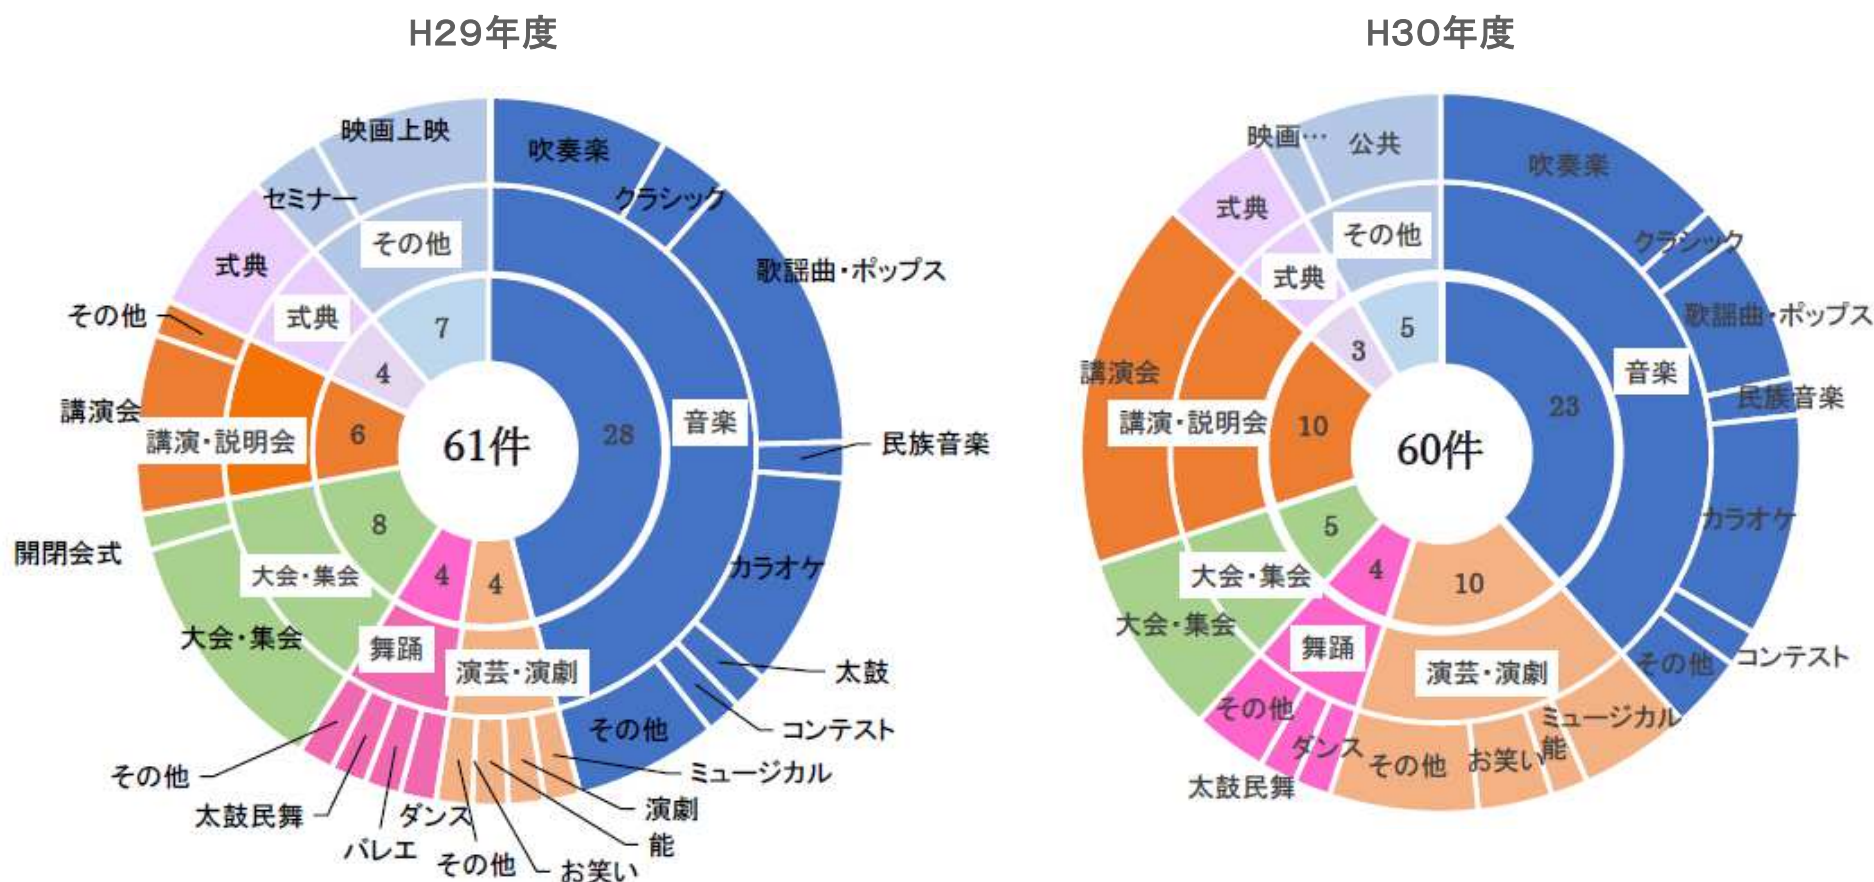 H29年度
映画上映
吹奏楽
セミナー
クラシック
その他
式典
歌謡曲・ポップス
その他
式典
7
4
講演会
講演・説明会
6
61件
28
音楽
民族音楽
開閉会式
8
大会・集会
4
4
カラオケ
大会・集会
舞踊
演芸・演劇
太鼓
その他
コンテスト
その他
ミュージカル
太鼓民舞
ダンス
演劇
バレエ
その他
能
お笑い
H30年度
映画…
公共
吹奏楽
式典
その他
クラシック
式典
歌謡曲・ポップス
5
3
講演会
音楽
民族音楽
講演・説明会
10
60件
23
カラオケ
5
大会・集会
4
10
大会・集会
舞踊
演芸・演劇
その他
コンテスト
その他
ミュージカル
ダンス
その他
お笑い
能
太鼓民舞